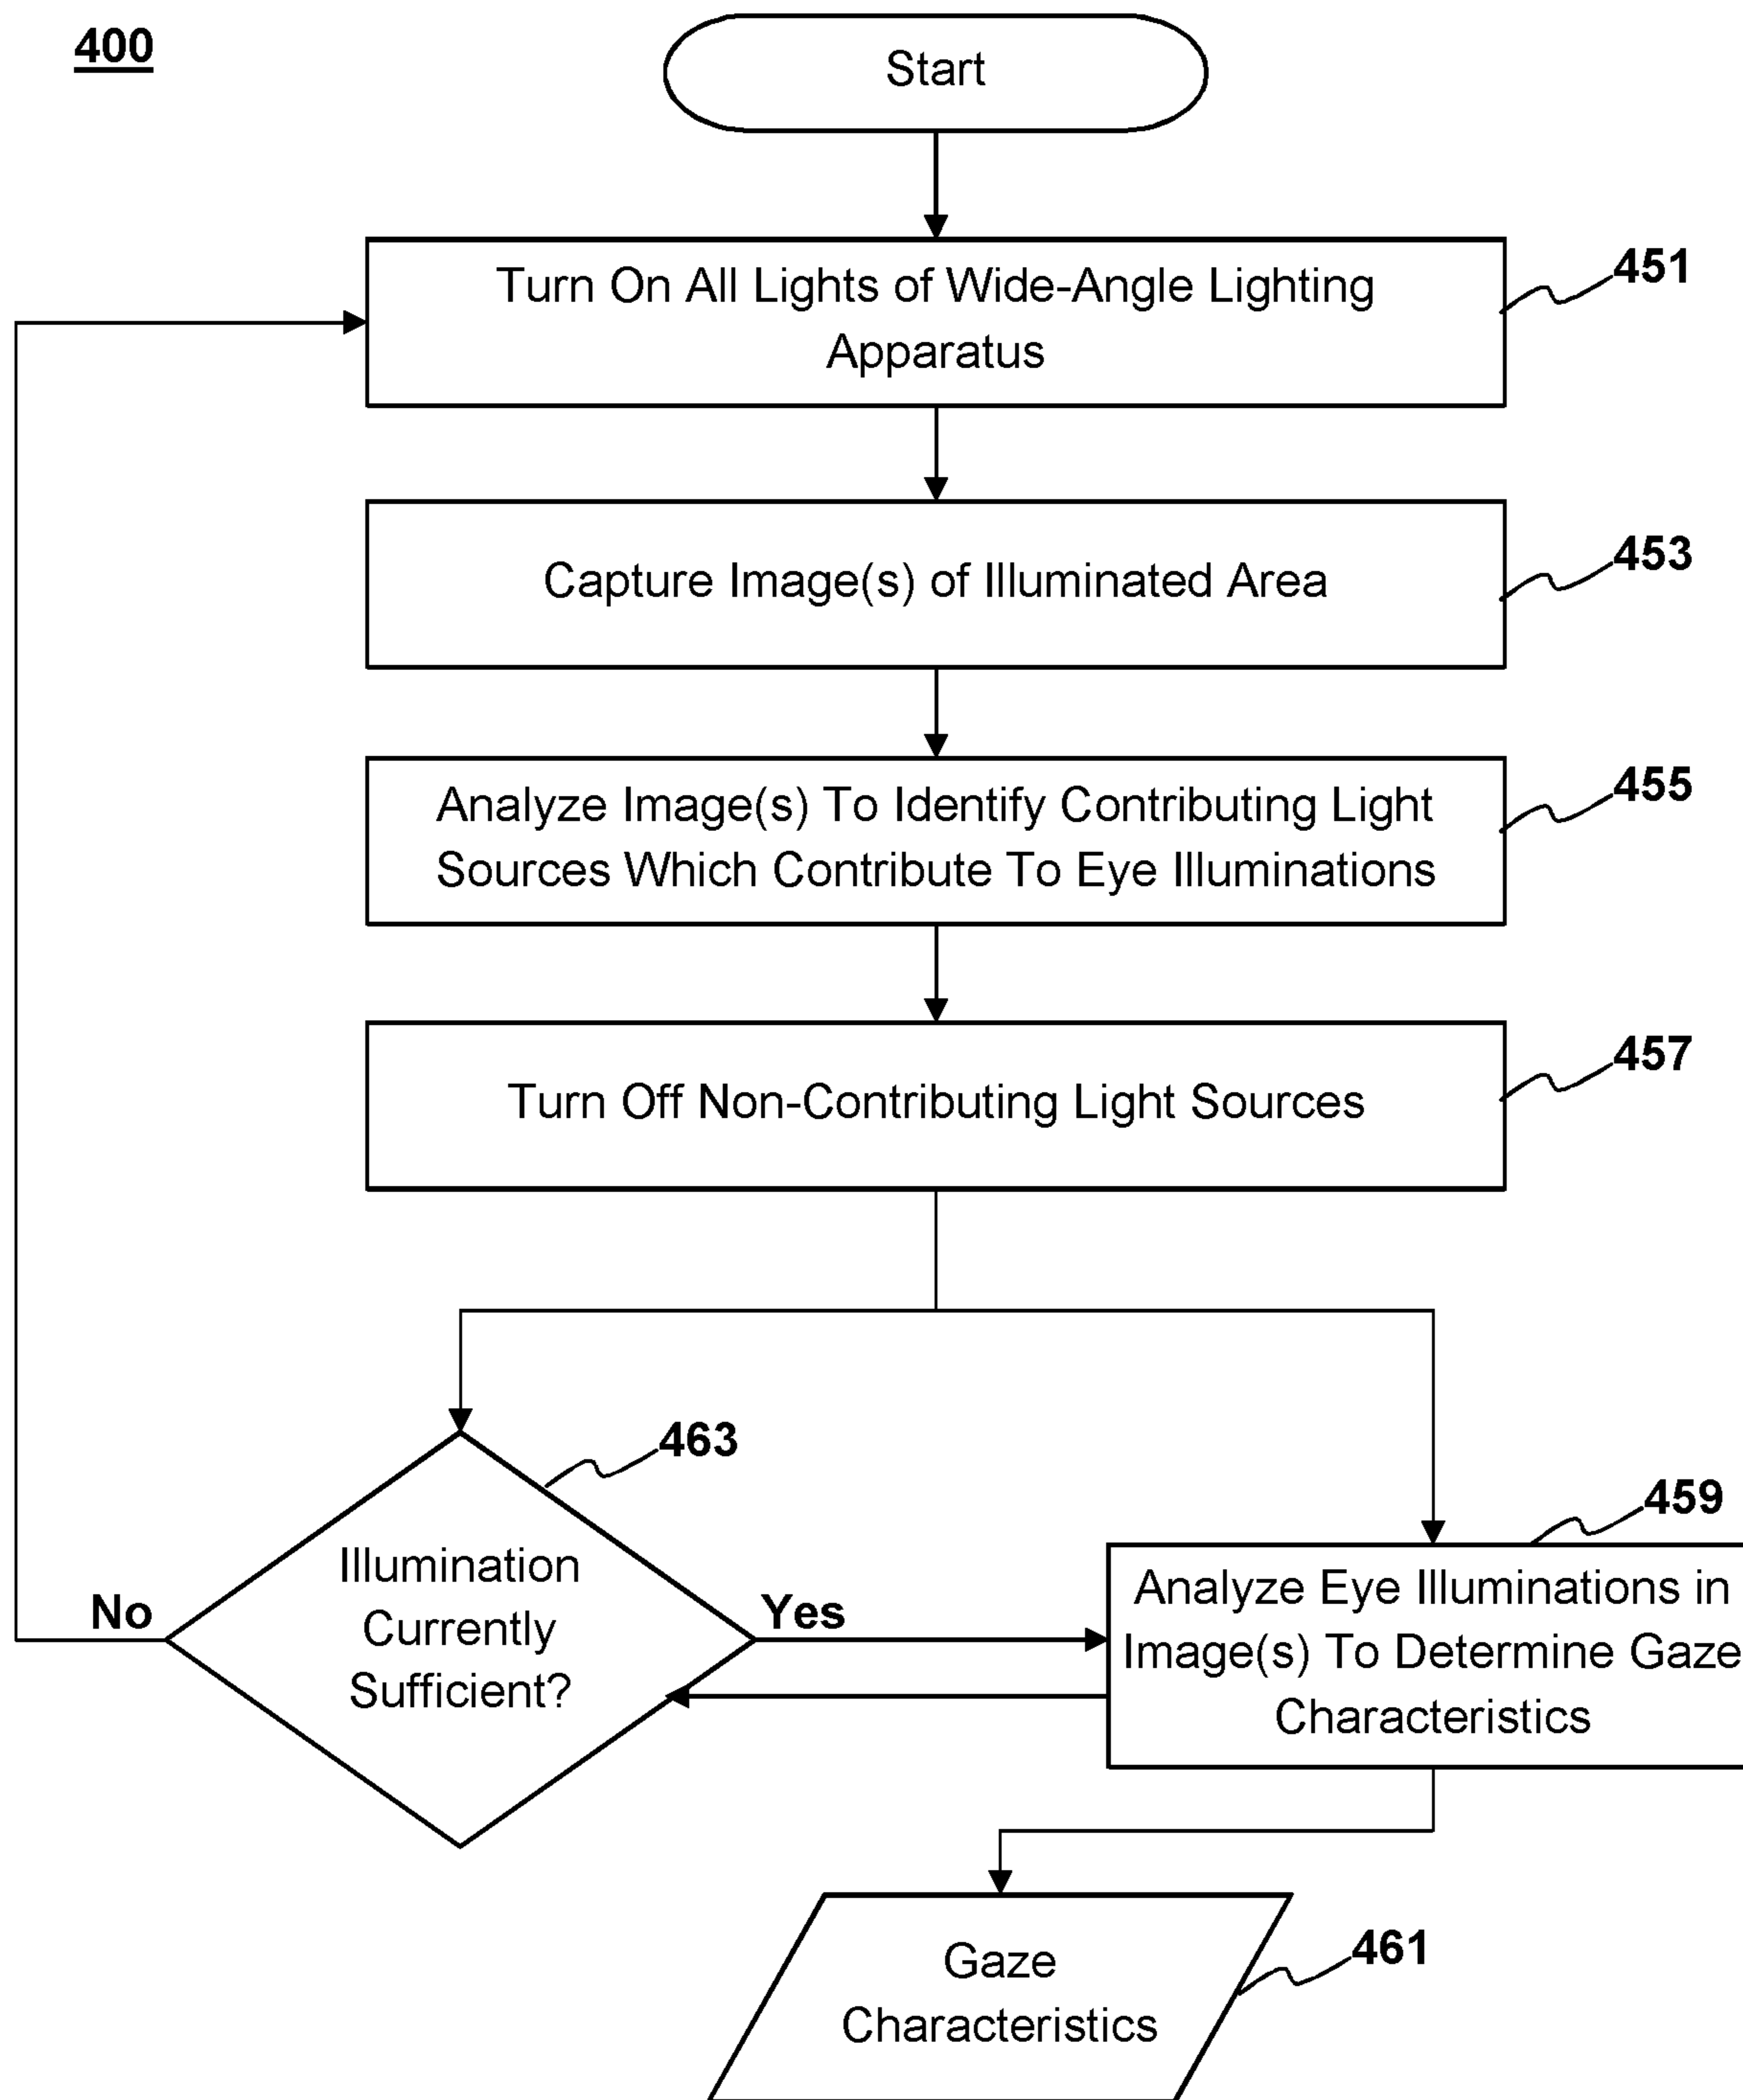 400
Start
Turn On All Lights of Wide-Angle Lighting
Apparatus
451
Capture Image(s) of Illuminated Area
453
Analyze Image(s) To Identify Contributing Light
Sources Which Contribute To Eye Illuminations
455
Turn Off Non-Contributing Light Sources
457
463
Illumination
Currently
Sufficient?
No
Yes
459
Analyze Eye Illuminations in
Image(s) To Determine Gaze
Characteristics
Gaze
Characteristics
461